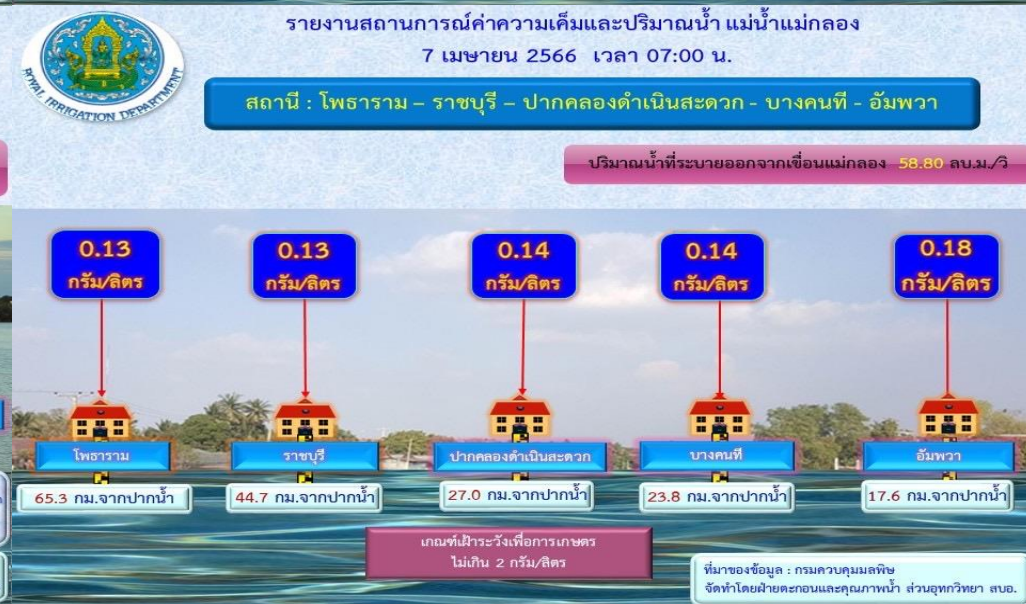 รายงานสถานการณ์ค่าความเค็มและปริมาณน้ำ แม่น้ำแม่กลอง
7 เมษายน 2566 เวลา 07:00 น.
ROYAL IRRIGATION DEPARTMENT
สถานี : โพธาราม – ราชบุรี – ปากคลองดำเนินสะดวก - บางคนที - อัมพวา
ปริมาณน้ำที่ระบายออกจากเขื่อนแม่กลอง 58.80 ลบ.ม./วิ
0.13 กรัม/ลิตร
0.13 กรัม/ลิตร
0.14 กรัม/ลิตร
0.14 กรัม/ลิตร
0.18 กรัม/ลิตร
โพธาราม
ราชบุรี
ปากคลองดำเนินสะดวก
บางคนที
อัมพวา
65.3 กม.จากปากน้ำ
44.7 กม.จากปากน้ำ
27.0 กม.จากปากน้ำ
23.8 กม.จากปากน้ำ
17.6 กม.จากปากน้ำ
เกณฑ์เฝ้าระวังเพื่อการเกษตร
ไม่เกิน 2 กรัม/ลิตร
ที่มาของข้อมูล : กรมควบคุมมลพิษ
จัดทำโดยฝ่ายตะกอนและคุณภาพน้ำ ส่วนอุทกวิทยา สบอ.